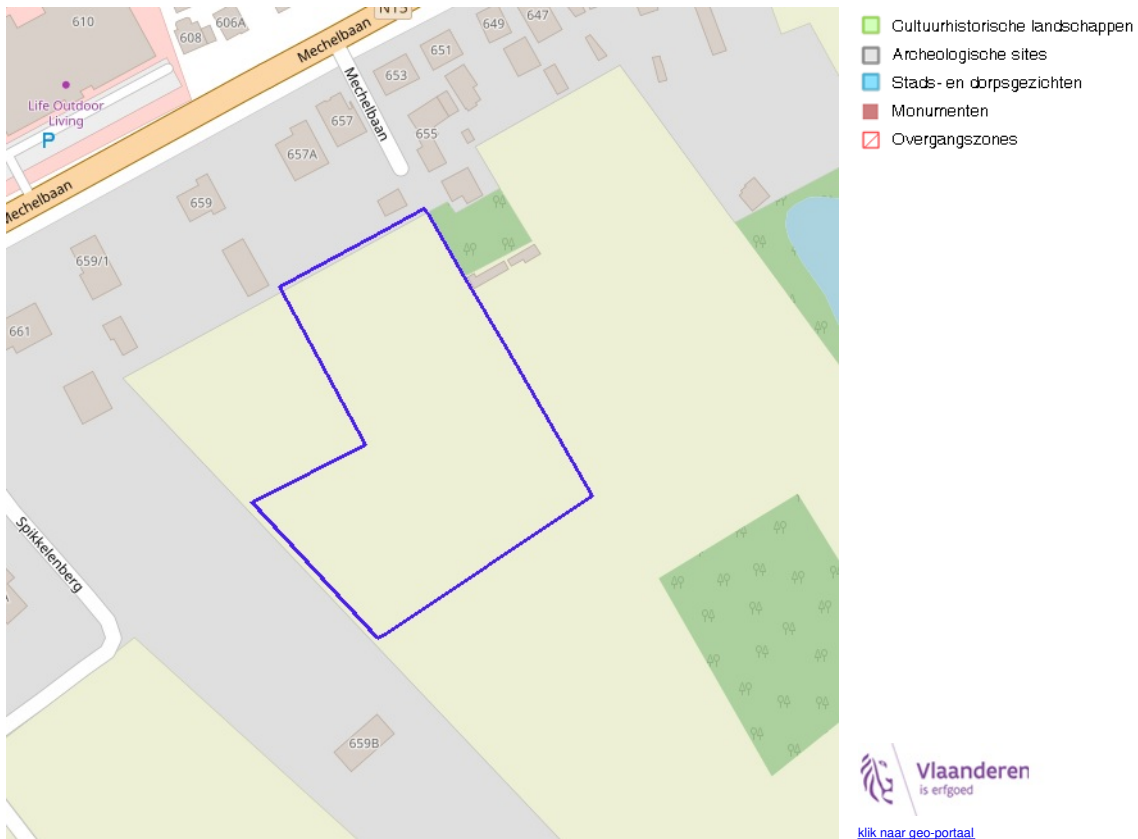 610
608
606A
N15
649
647
Mechelbaan
651
653
Mechelbaan
Life Outdoor
Living
P
657
655
657A
Mechelbaan
659
659/1
661
Spikkelenberg
659B
Cultuurhistorische landschappen
Archeologische sites
Stads- en dorpsgezichten
Monumenten
Overgangszones
Vlaanderen
is erfgoed
klik naar geo-portaal